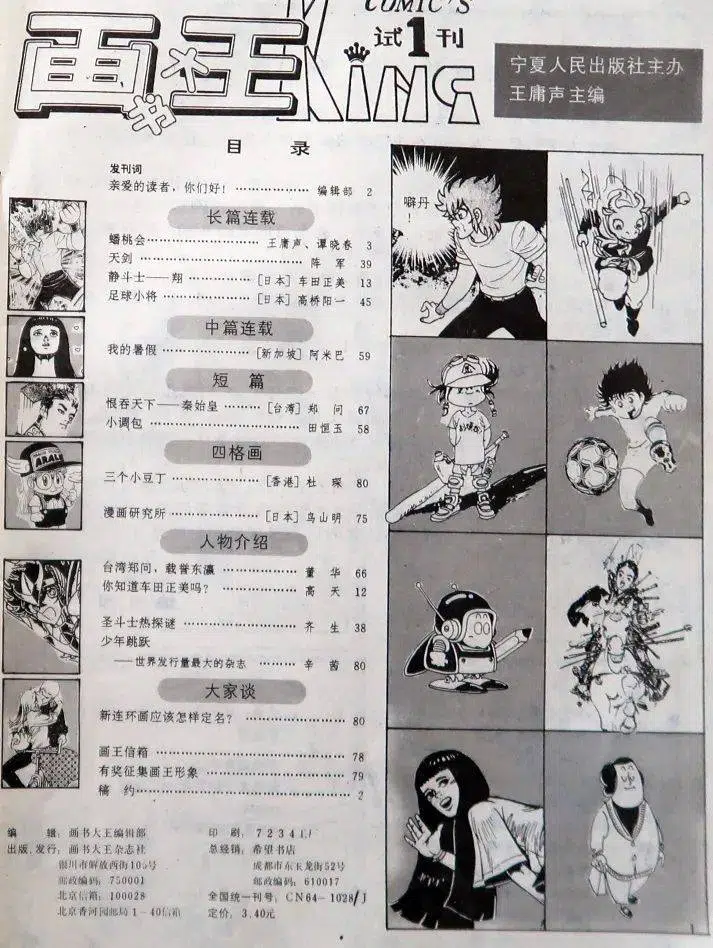 COMIC'S
画书大王
KING
试1刊
宁夏人民出版社主办
王庸声主编
目 录
发刊词
亲爱的读者,你们好!………………编辑部 2
长篇连载
蟠桃会………………王庸声、谭晓春 3
天剑………………阵 军 39
静斗士——翔………………[日本]车田正美 13
足球小将………………[日本]高桥阳一 45
中篇连载
我的暑假………………[新加坡]阿米巴 59
短 篇
恨吞天下——秦始皇………[台湾]郑 问 67
小调包………………田恒玉 58
四格画
三个小豆丁………………[香港]杜 琛 80
漫画研究所………………[日本]鸟山明 75
人物介绍
台湾郑问,载誉东瀛………………董 华 66
你知道车田正美吗?………………高 天 12
圣斗士热探谜………………齐 生 38
少年跳跃
——世界发行量最大的杂志………辛 茜 80
大家谈
新连环画应该怎样定名?………………80
画王信箱………………78
有奖征集画王形象………………79
稿 约………………2
噼丹!
ARALE
编 辑:画书大王编辑部
出版、发行:画书大王杂志社
银川市解放西街105号
邮政编码:750001
北京信箱:100028
北京香河园邮局1-40信箱
印 刷:7234
总经销:希望书店
成都市东玉龙街52号
邮政编码:610017
全国统一刊号:CN64-1028/J
定价:3.40元